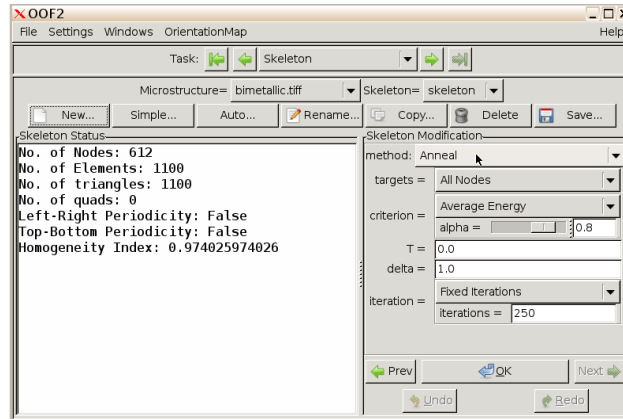 OOF2
File Settings Windows OrientationMap Help
Task: Skeleton
Microstructure= bimetallic.tiff Skeleton= skeleton
New... Simple... Auto... Rename... Copy... Delete Save...
Skeleton Status
No. of Nodes: 612
No. of Elements: 1100
No. of triangles: 1100
No. of quads: 0
Left-Right Periodicity: False
Top-Bottom Periodicity: False
Homogeneity Index: 0.974025974026
Skeleton Modification
method: Anneal
targets = All Nodes
criterion = Average Energy
alpha = 0.8
T = 0.0
delta = 1.0
iteration = Fixed Iterations
iterations = 250
Prev OK Next
Undo Redo